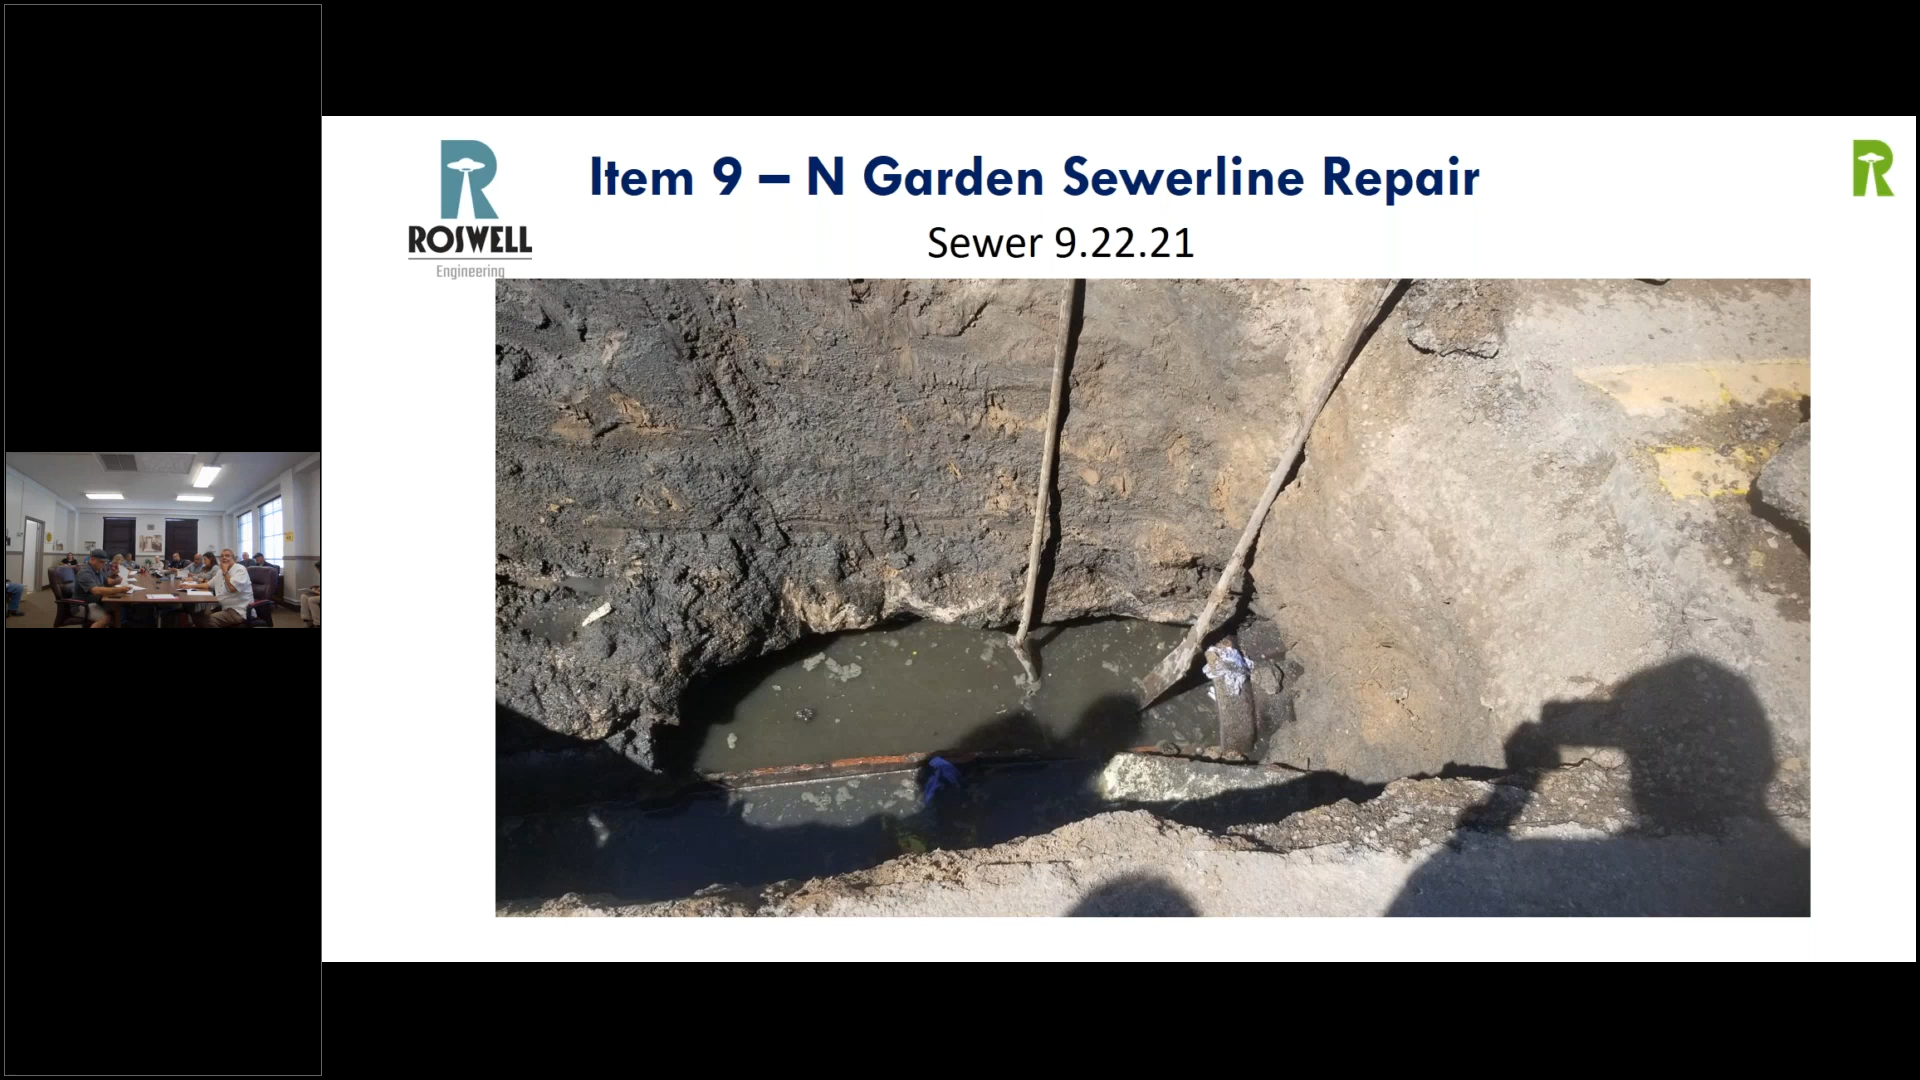 Item 9 – N Garden Sewerline Repair
Sewer 9.22.21
ROSWELL
Engineering